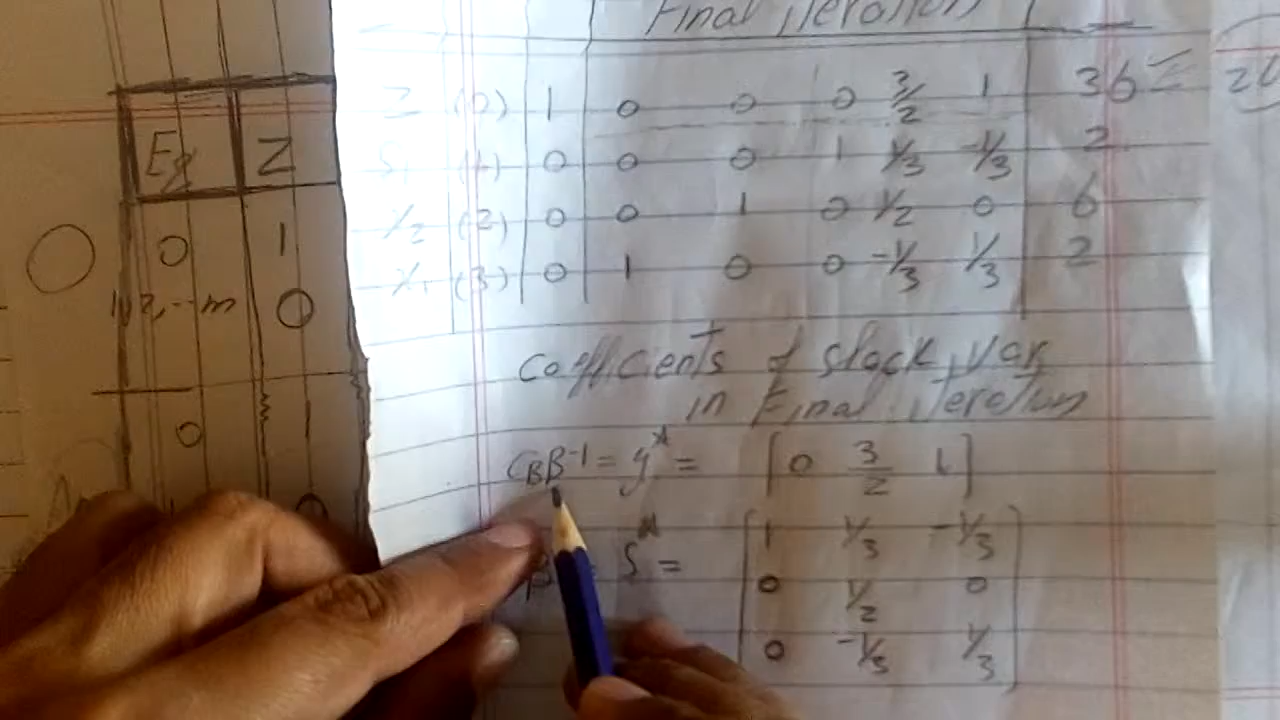 Final iteration
Z (0) 1 0 0 0 3/2 1 36
S1 (1) 0 0 0 1 1/3 -1/3 2
X2 (2) 0 0 1 0 1/2 0 6
X1 (3) 0 1 0 0 -1/3 1/3 2
Eq Z
0 1
1,2,...m 0
0 1
Coefficients of slack var
in Final iteration
CBB-1 = y* = [0 3/2 1]
S* = [1 1/3 -1/3
0 1/2 0
0 -1/3 1/3]